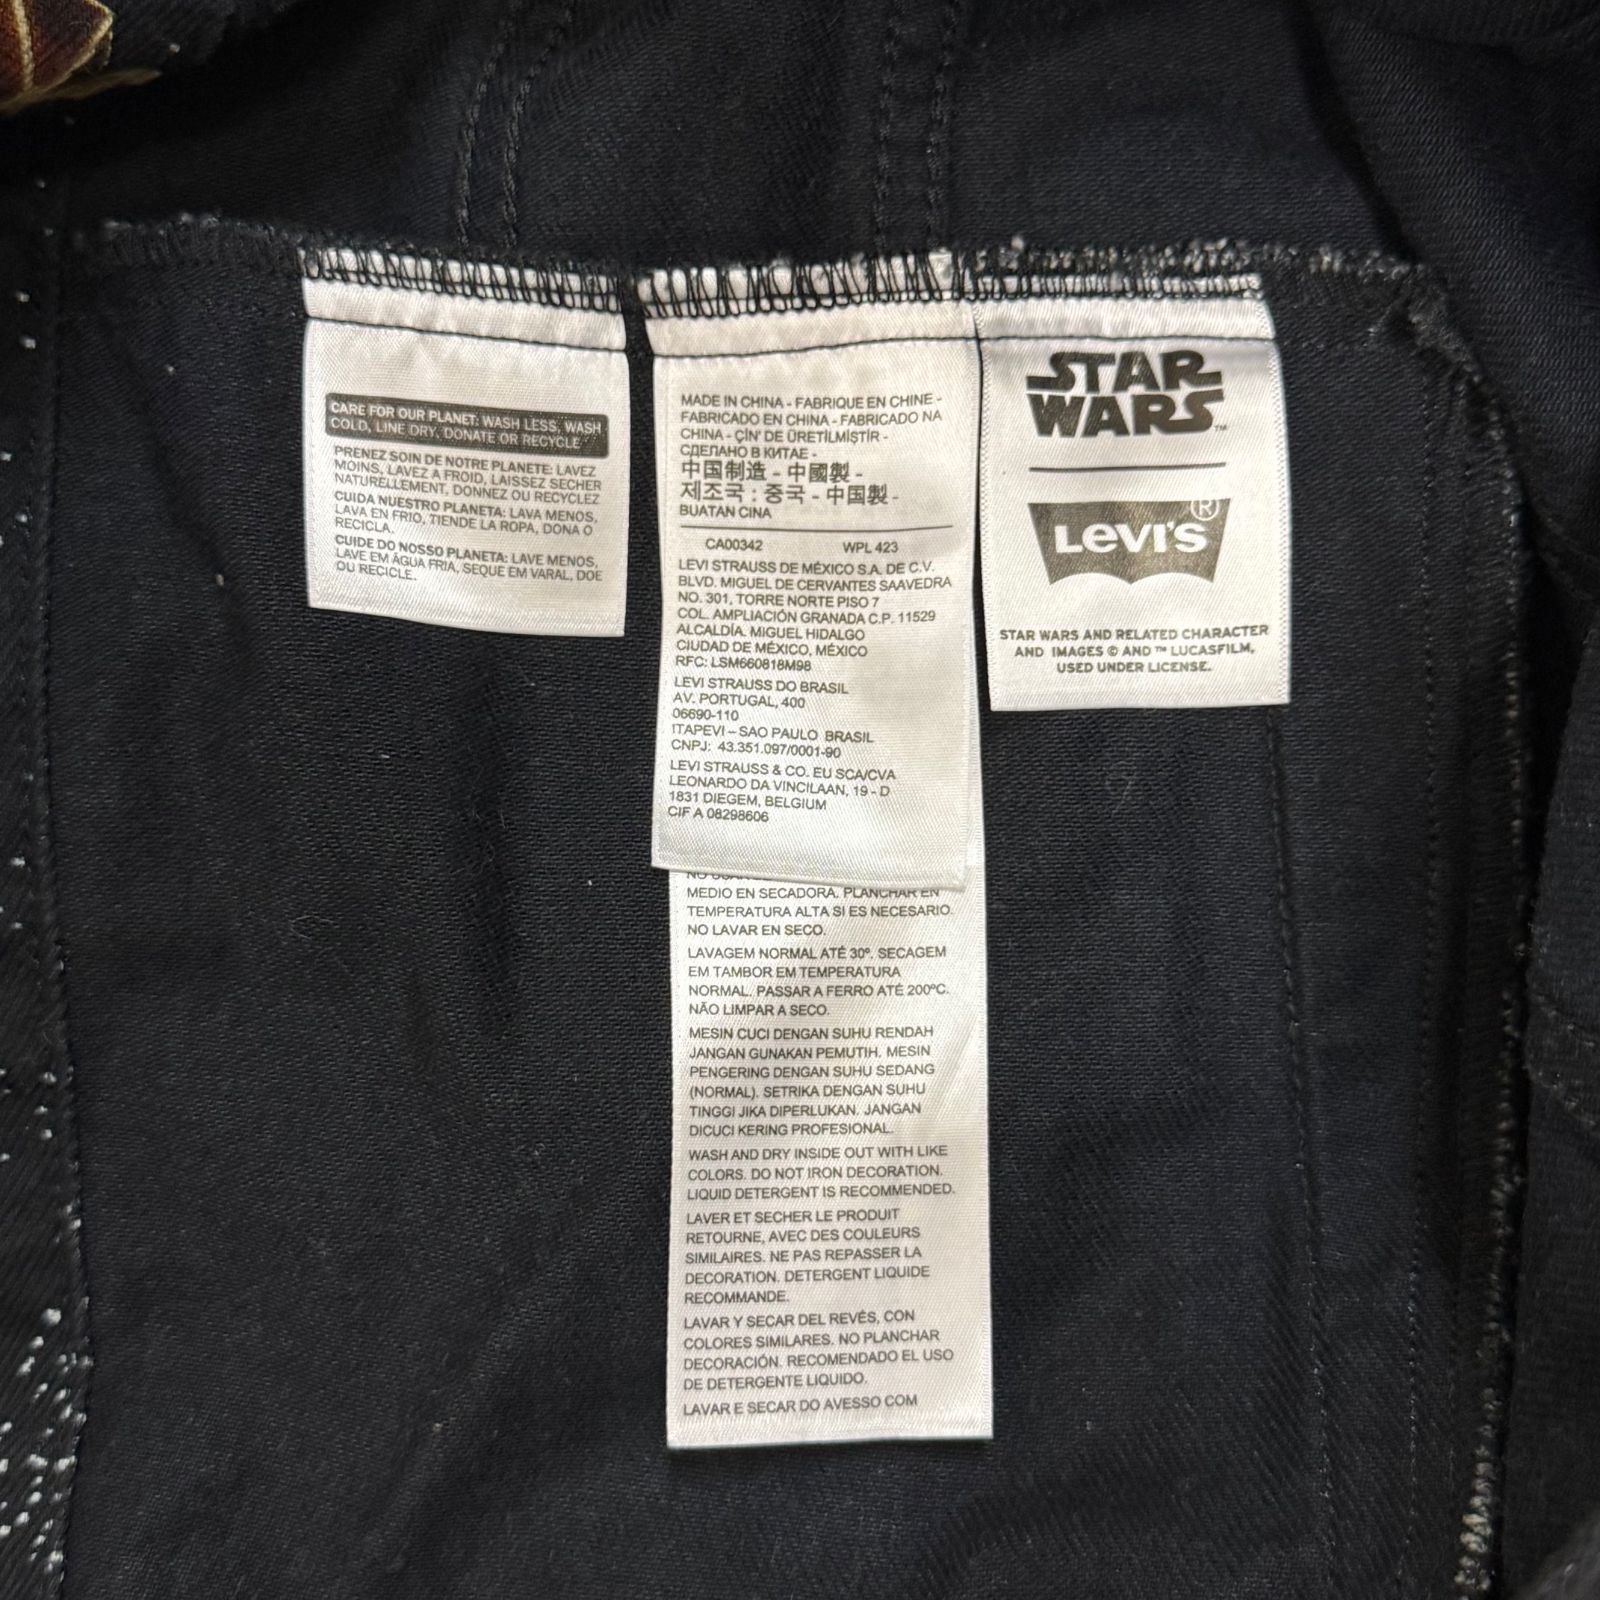 CARE FOR OUR PLANET: WASH LESS, WASH
COLD, LINE DRY, DONATE OR RECYCLE
PRENEZ SOIN DE NOTRE PLANETE: LAVEZ
MOINS, LAVEZ A FROID, LAISSEZ SECHER
NATURELLEMENT, DONNEZ OU RECYCLEZ
CUIDA NUESTRO PLANETA: LAVA MENOS,
LAVA EN FRIO, TIENDE LA ROPA, DONA O
RECICLA.
CUIDE DO NOSSO PLANETA: LAVE MENOS,
LAVE EM ÁGUA FRIA, SEQUE EM VARAL, DOE
OU RECICLE.
MADE IN CHINA - FABRIQUE EN CHINE -
FABRICADO EN CHINA - FABRICADO NA
CHINA - ÇİN' DE ÜRETİLMİŞTİR -
СДЕЛАНО В КИТАЕ -
中国制造 - 中國製 -
제조국 : 중국 - 中国製 -
BUATAN CINA
CA00342 WPL 423
LEVI STRAUSS DE MÉXICO S.A. DE C.V.
BLVD. MIGUEL DE CERVANTES SAAVEDRA
NO. 301, TORRE NORTE PISO 7
COL. AMPLIACIÓN GRANADA C.P. 11529
ALCALDÍA. MIGUEL HIDALGO
CIUDAD DE MÉXICO, MÉXICO
RFC: LSM660818M98
LEVI STRAUSS DO BRASIL
AV. PORTUGAL, 400
06690-110
ITAPEVI – SAO PAULO BRASIL
CNPJ: 43.351.097/0001-90
LEVI STRAUSS & CO. EU SCA/CVA
LEONARDO DA VINCILAAN, 19 - D
1831 DIEGEM, BELGIUM
CIF A 08298606
MEDIO EN SECADORA. PLANCHAR EN
TEMPERATURA ALTA SI ES NECESARIO.
NO LAVAR EN SECO.
LAVAGEM NORMAL ATÉ 30º. SECAGEM
EM TAMBOR EM TEMPERATURA
NORMAL. PASSAR A FERRO ATÉ 200ºC.
NÃO LIMPAR A SECO.
MESIN CUCI DENGAN SUHU RENDAH
JANGAN GUNAKAN PEMUTIH. MESIN
PENGERING DENGAN SUHU SEDANG
(NORMAL). SETRIKA DENGAN SUHU
TINGGI JIKA DIPERLUKAN. JANGAN
DICUCI KERING PROFESIONAL.
WASH AND DRY INSIDE OUT WITH LIKE
COLORS. DO NOT IRON DECORATION.
LIQUID DETERGENT IS RECOMMENDED.
LAVER ET SECHER LE PRODUIT
RETOURNE, AVEC DES COULEURS
SIMILAIRES. NE PAS REPASSER LA
DECORATION. DETERGENT LIQUIDE
RECOMMANDE.
LAVAR Y SECAR DEL REVÉS, CON
COLORES SIMILARES. NO PLANCHAR
DECORACIÓN. RECOMENDADO EL USO
DE DETERGENTE LIQUIDO.
LAVAR E SECAR DO AVESSO COM
STAR
WARS™
LEVI'S®
STAR WARS AND RELATED CHARACTER
AND IMAGES © AND ™ LUCASFILM,
USED UNDER LICENSE.